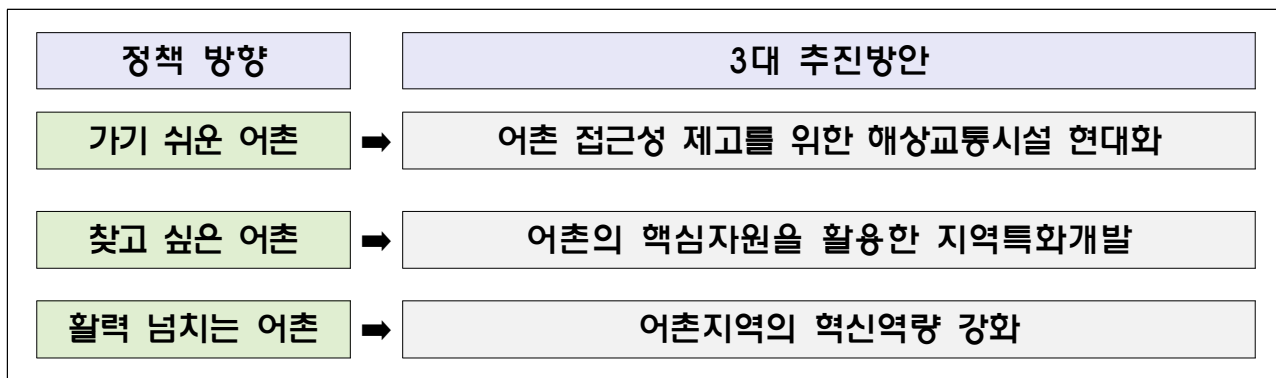 정책 방향
3대 추진방안
가기 쉬운 어촌 ➡ 어촌 접근성 제고를 위한 해상교통시설 현대화
찾고 싶은 어촌 ➡ 어촌의 핵심자원을 활용한 지역특화개발
활력 넘치는 어촌 ➡ 어촌지역의 혁신역량 강화